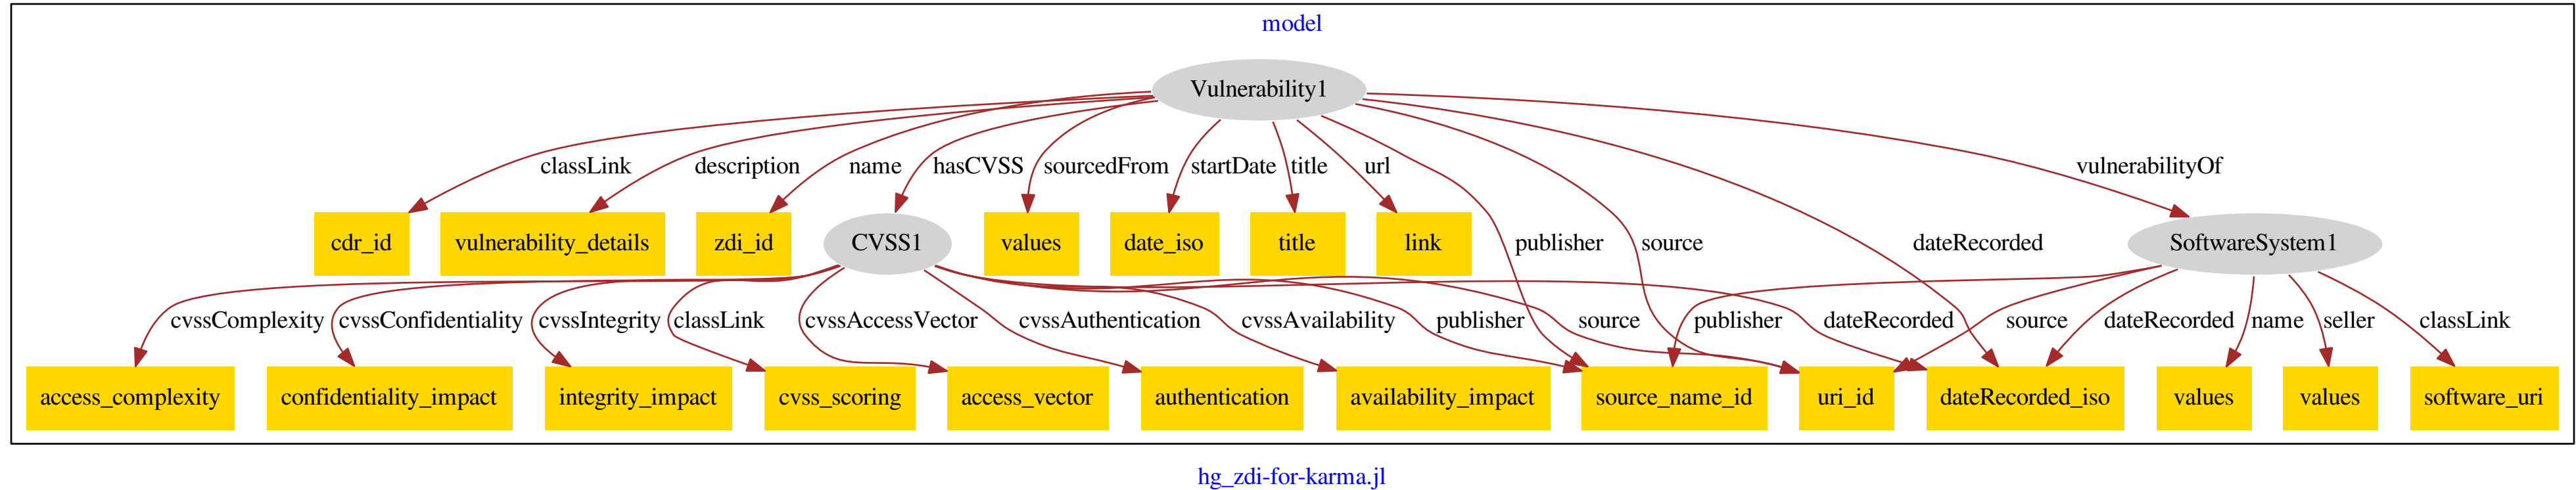 model
Vulnerability1
classLink
description
name
hasCVSS
sourcedFrom
startDate
title
url
publisher
source
dateRecorded
vulnerabilityOf
cdr_id
vulnerability_details
zdi_id
CVSS1
values
date_iso
title
link
SoftwareSystem1
cvssComplexity
cvssConfidentiality
cvssIntegrity
classLink
cvssAccessVector
cvssAuthentication
cvssAvailability
publisher
source
publisher
dateRecorded
source
dateRecorded
name
seller
classLink
access_complexity
confidentiality_impact
integrity_impact
cvss_scoring
access_vector
authentication
availability_impact
source_name_id
uri_id
dateRecorded_iso
values
values
software_uri
hg_zdi-for-karma.jl